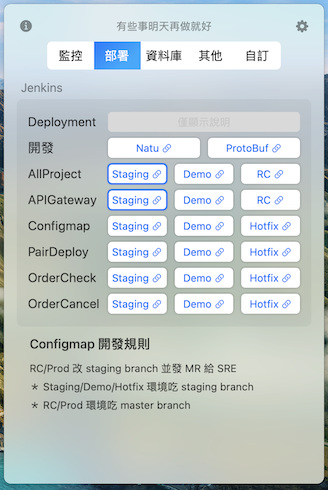 有些事明天再做就好
監控 部署 資料庫 其他 自訂
Jenkins
Deployment 僅顯示說明
開發 Natu ProtoBuf
AllProject Staging Demo RC
APIGateway Staging Demo RC
Configmap Staging Demo Hotfix
PairDeploy Staging Demo Hotfix
OrderCheck Staging Demo Hotfix
OrderCancel Staging Demo Hotfix
Configmap 開發規則
RC/Prod 改 staging branch 並發 MR 給 SRE
* Staging/Demo/Hotfix 環境吃 staging branch
* RC/Prod 環境吃 master branch